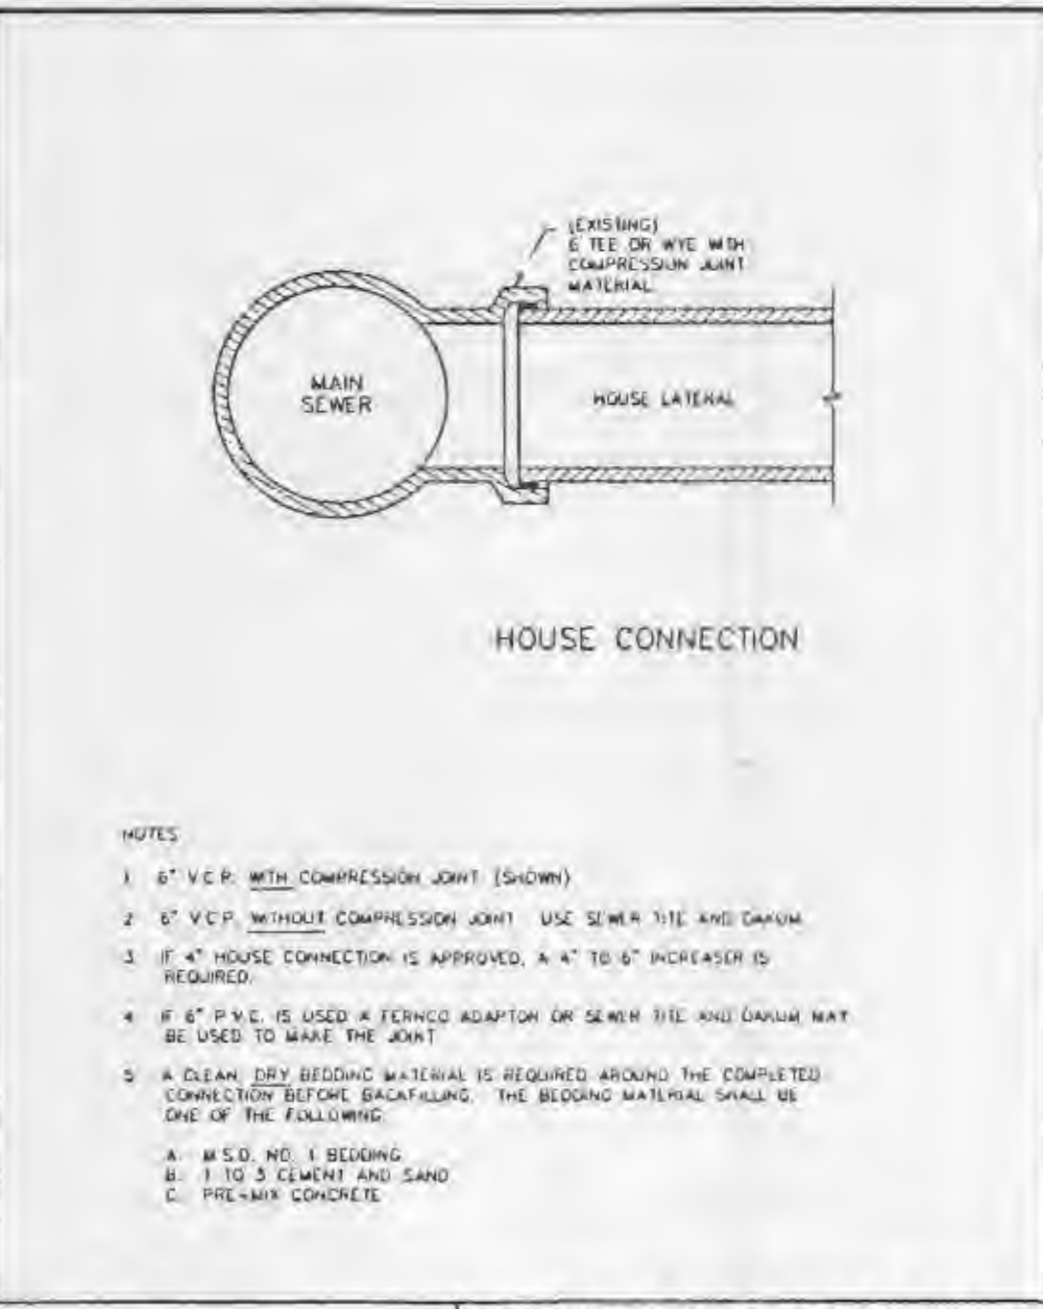 (EXISTING)
6" TEE OR WYE WITH
COMPRESSION JOINT
MATERIAL
MAIN
SEWER
HOUSE LATERAL
HOUSE CONNECTION
NOTES
1 6" V.C.P. WITH COMPRESSION JOINT (SHOWN)
2 6" V.C.P. WITHOUT COMPRESSION JOINT USE SEWER TITE AND OAKUM
3 IF 4" HOUSE CONNECTION IS APPROVED, A 4" TO 6" INCREASER IS
REQUIRED.
4 IF 6" P.V.C. IS USED A FERNCO ADAPTOR OR SEWER TITE AND OAKUM MAY
BE USED TO MAKE THE JOINT
5 A CLEAN, DRY BEDDING MATERIAL IS REQUIRED AROUND THE COMPLETED
CONNECTION BEFORE BACKFILLING. THE BEDDING MATERIAL SHALL BE
ONE OF THE FOLLOWING.
A. M.S.D. NO. 1 BEDDING
B. 1 TO 3 CEMENT AND SAND
C. PRE-MIX CONCRETE